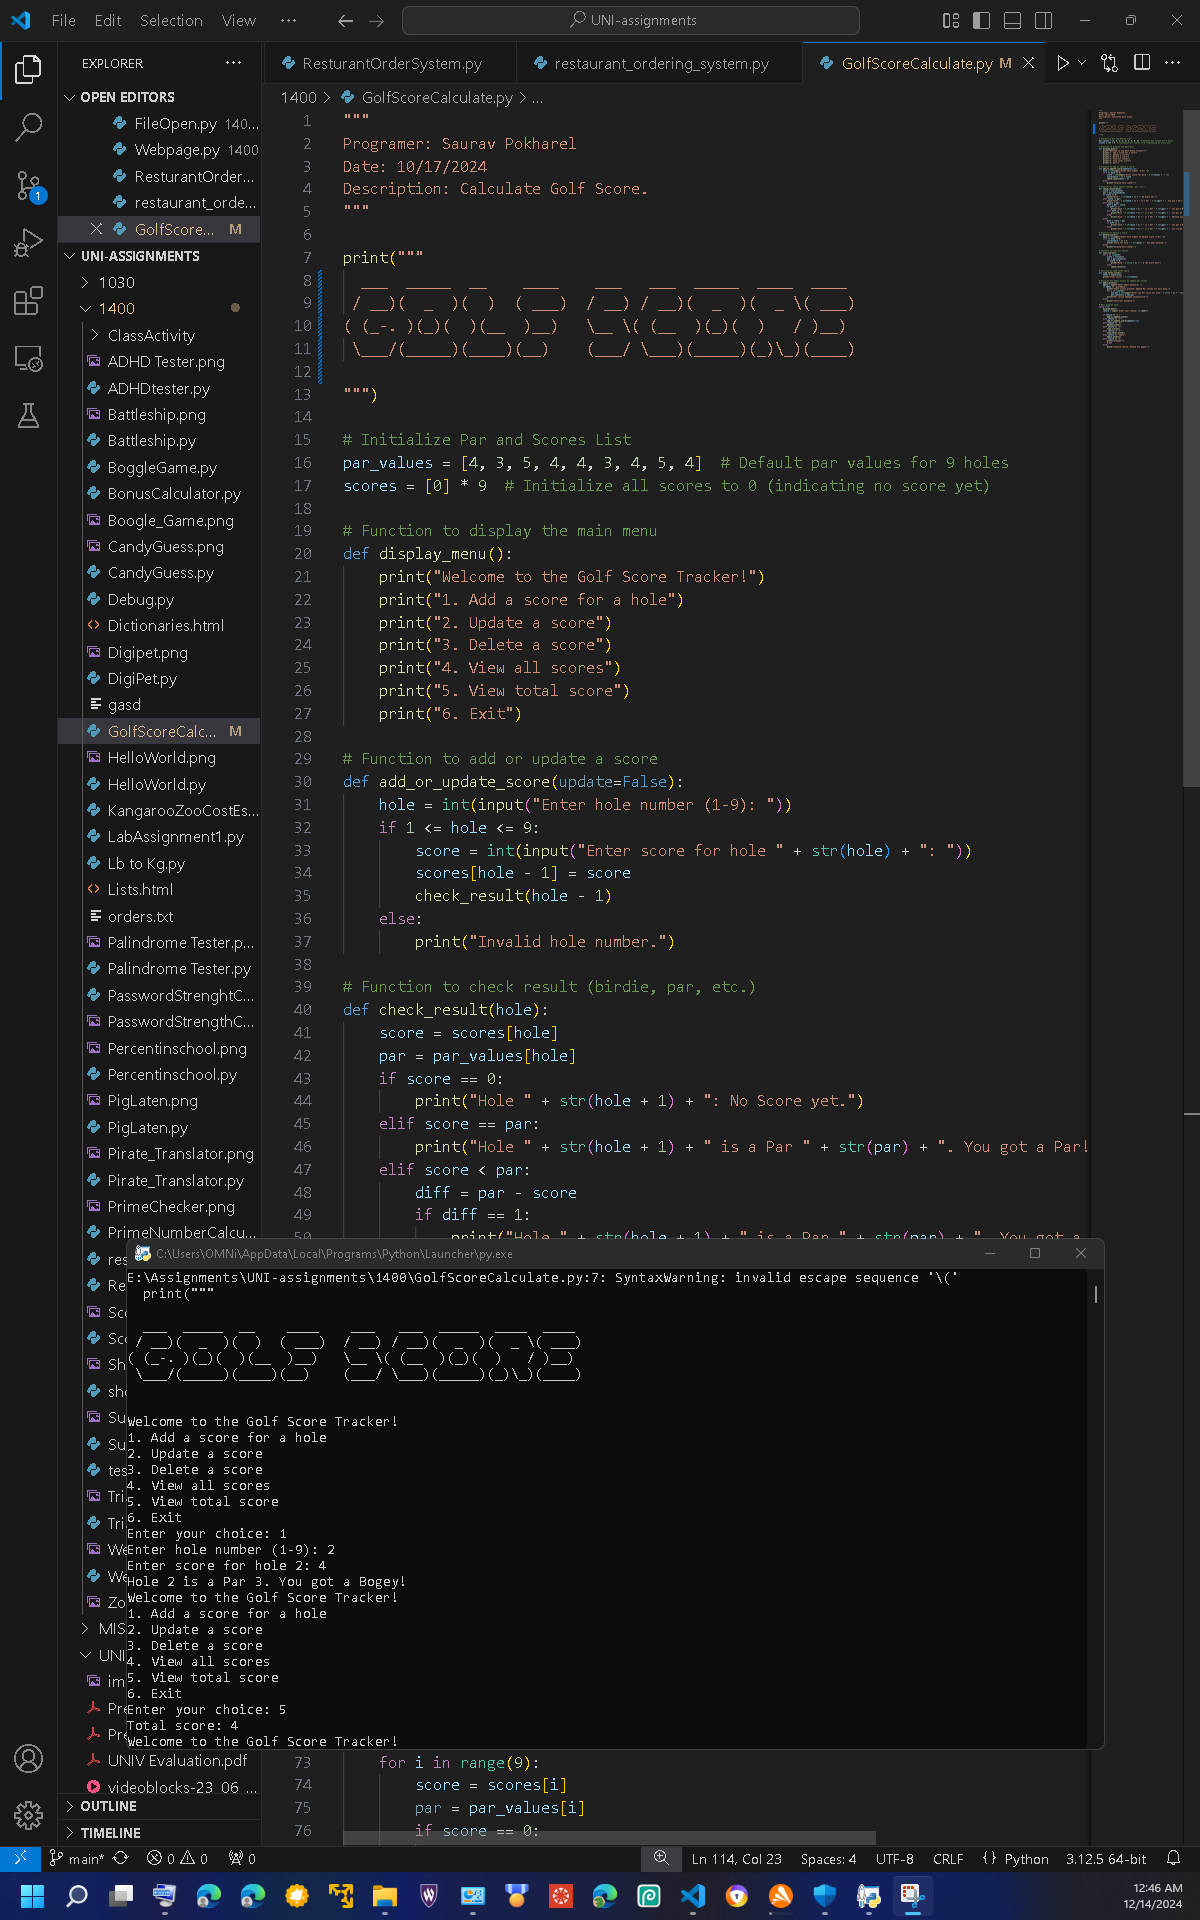 File Edit Selection View ··· UNI-assignments
EXPLORER ···
OPEN EDITORS
FileOpen.py 140...
Webpage.py 1400
ResturantOrder...
restaurant_orde...
GolfScore... M
UNI-ASSIGNMENTS
1030
1400
ClassActivity
ADHD Tester.png
ADHDtester.py
Battleship.png
Battleship.py
BoggleGame.py
BonusCalculator.py
Boogle_Game.png
CandyGuess.png
CandyGuess.py
Debug.py
Dictionaries.html
Digipet.png
DigiPet.py
gasd
GolfScoreCalc... M
HelloWorld.png
HelloWorld.py
KangarooZooCostEs...
LabAssignment1.py
Lb to Kg.py
Lists.html
orders.txt
Palindrome Tester.p...
Palindrome Tester.py
PasswordStrenghtC...
PasswordStrengthC...
Percentinschool.png
Percentinschool.py
PigLaten.png
PigLaten.py
Pirate_Translator.png
Pirate_Translator.py
PrimeChecker.png
PrimeNumberCalcu...
UNIV Evaluation.pdf
videoblocks-23_06_...
OUTLINE
TIMELINE
ResturantOrderSystem.py restaurant_ordering_system.py GolfScoreCalculate.py M
1400 > GolfScoreCalculate.py > ...
1 """
2 Programer: Saurav Pokharel
3 Date: 10/17/2024
4 Description: Calculate Golf Score.
5 """
6
7 print("""
8
9
10
11
12
13 """)
14
15 # Initialize Par and Scores List
16 par_values = [4, 3, 5, 4, 4, 3, 4, 5, 4] # Default par values for 9 holes
17 scores = [0] * 9 # Initialize all scores to 0 (indicating no score yet)
18
19 # Function to display the main menu
20 def display_menu():
21 print("Welcome to the Golf Score Tracker!")
22 print("1. Add a score for a hole")
23 print("2. Update a score")
24 print("3. Delete a score")
25 print("4. View all scores")
26 print("5. View total score")
27 print("6. Exit")
28
29 # Function to add or update a score
30 def add_or_update_score(update=False):
31 hole = int(input("Enter hole number (1-9): "))
32 if 1 <= hole <= 9:
33 score = int(input("Enter score for hole " + str(hole) + ": "))
34 scores[hole - 1] = score
35 check_result(hole - 1)
36 else:
37 print("Invalid hole number.")
38
39 # Function to check result (birdie, par, etc.)
40 def check_result(hole):
41 score = scores[hole]
42 par = par_values[hole]
43 if score == 0:
44 print("Hole " + str(hole + 1) + ": No Score yet.")
45 elif score == par:
46 print("Hole " + str(hole + 1) + " is a Par " + str(par) + ". You got a Par!
47 elif score < par:
48 diff = par - score
49 if diff == 1:
50 print("Hole " + str(hole + 1) + " is a Par " + str(par) + ". You got a
C:\Users\OMNi\AppData\Local\Programs\Python\Launcher\py.exe
E:\Assignments\UNI-assignments\1400\GolfScoreCalculate.py:7: SyntaxWarning: invalid escape sequence '\('
print("""
GOLF SCORE
Welcome to the Golf Score Tracker!
1. Add a score for a hole
2. Update a score
3. Delete a score
4. View all scores
5. View total score
6. Exit
Enter your choice: 1
Enter hole number (1-9): 2
Enter score for hole 2: 4
Hole 2 is a Par 3. You got a Bogey!
Welcome to the Golf Score Tracker!
1. Add a score for a hole
2. Update a score
3. Delete a score
4. View all scores
5. View total score
6. Exit
Enter your choice: 5
Total score: 4
Welcome to the Golf Score Tracker!
73 for i in range(9):
74 score = scores[i]
75 par = par_values[i]
76 if score == 0:
main* 0 0 0 Ln 114, Col 23 Spaces: 4 UTF-8 CRLF {} Python 3.12.5 64-bit
12:46 AM
12/14/2024